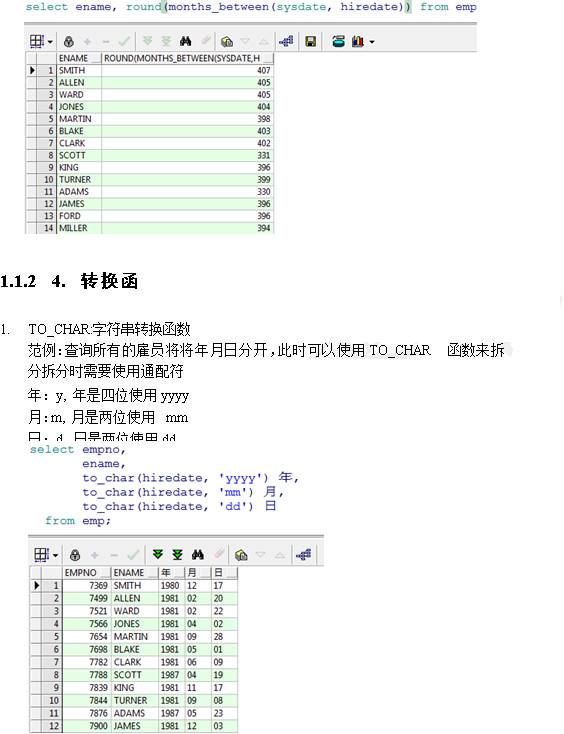 select ename, round(months_between(sysdate, hiredate)) from emp
ENAME ROUND(MONTHS_BETWEEN(SYSDATE,H
1 SMITH 407
2 ALLEN 405
3 WARD 405
4 JONES 404
5 MARTIN 398
6 BLAKE 403
7 CLARK 402
8 SCOTT 331
9 KING 396
10 TURNER 399
11 ADAMS 330
12 JAMES 396
13 FORD 396
14 MILLER 394
1.1.2 4. 转换函
1. TO_CHAR:字符串转换函数
范例:查询所有的雇员将将年月日分开,此时可以使用 TO_CHAR 函数来拆
分拆分时需要使用通配符
年: y, 年是四位使用 yyyy
月:m, 月是两位使用 mm
日: d, 日是两位使用 dd
select empno,
ename,
to_char(hiredate, 'yyyy') 年,
to_char(hiredate, 'mm') 月,
to_char(hiredate, 'dd') 日
from emp;
EMPNO ENAME 年 月 日
1 7369 SMITH 1980 12 17
2 7499 ALLEN 1981 02 20
3 7521 WARD 1981 02 22
4 7566 JONES 1981 04 02
5 7654 MARTIN 1981 09 28
6 7698 BLAKE 1981 05 01
7 7782 CLARK 1981 06 09
8 7788 SCOTT 1987 04 19
9 7839 KING 1981 11 17
10 7844 TURNER 1981 09 08
11 7876 ADAMS 1987 05 23
12 7900 JAMES 1981 12 03